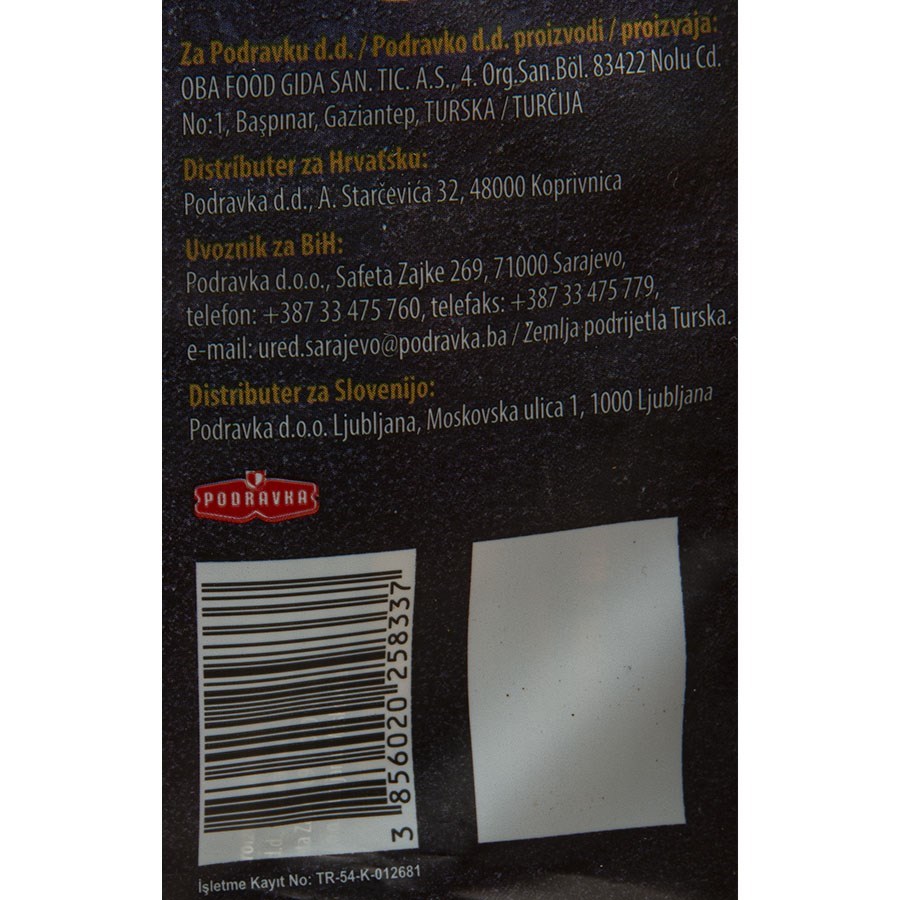 Za Podravku d.d. / Podravko d.d. proizvodi / proizvaja:
OBA FOOD GIDA SAN. TIC. A.S., 4. Org.San.Böl. 83422 Nolu Cd.
No:1, Başpınar, Gaziantep, TURSKA / TURČIJA
Distributer za Hrvatsku:
Podravka d.d., A. Starčevića 32, 48000 Koprivnica
Uvoznik za BiH:
Podravka d.o.o., Safeta Zajke 269, 71000 Sarajevo,
telefon: +387 33 475 760, telefaks: +387 33 475 779,
e-mail: ured.sarajevo@podravka.ba / Zemlja podrijetla Turska.
Distributer za Slovenijo:
Podravka d.o.o. Ljubljana, Moskovska ulica 1, 1000 Ljubljana
PODRAVKA
3 856020 258337
İşletme Kayıt No: TR-54-K-012681